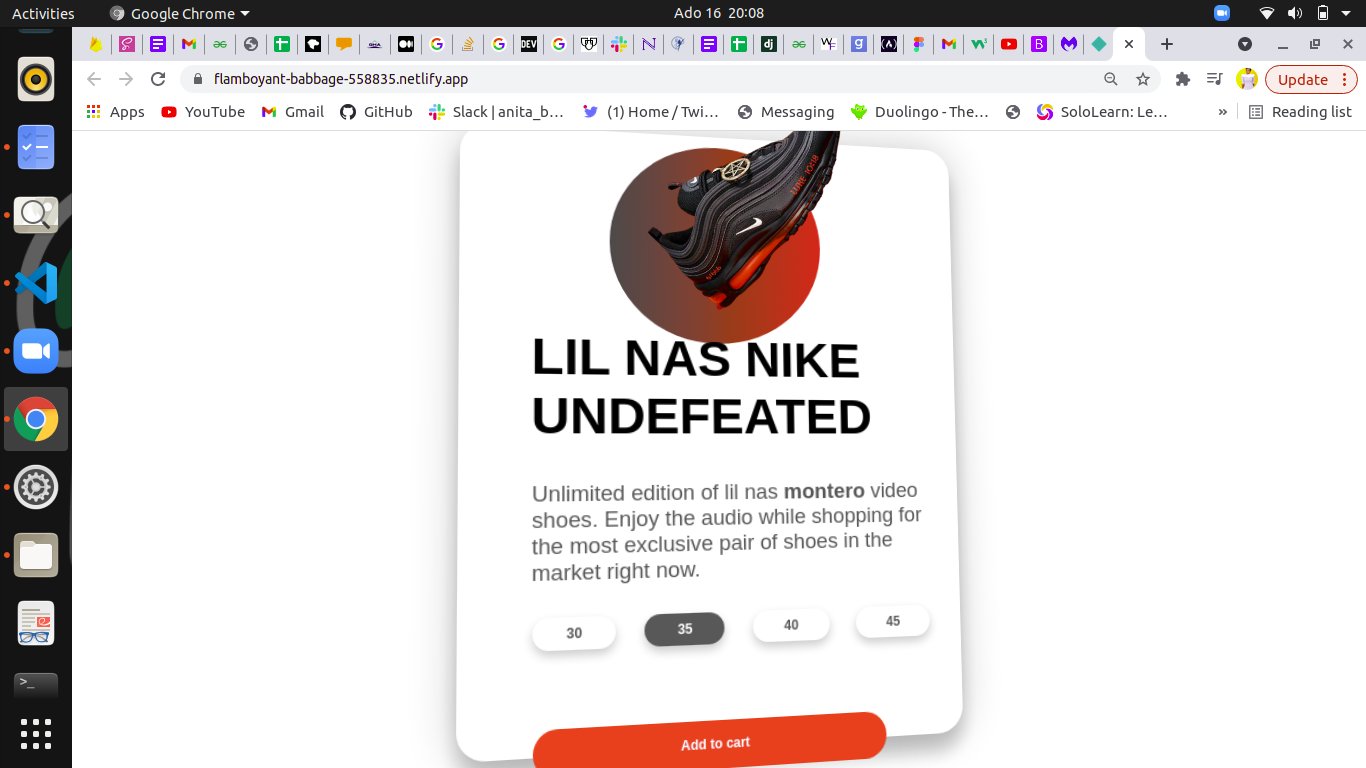 Activities
Google Chrome
Ado 16 20:08
flamboyant-babbage-558835.netlify.app
Update
Apps
YouTube
Gmail
GitHub
Slack | anita_b…
(1) Home / Twi…
Messaging
Duolingo - The…
SoloLearn: Le…
»
Reading list
LIL NAS NIKE
UNDEFEATED
Unlimited edition of lil nas montero video
shoes. Enjoy the audio while shopping for
the most exclusive pair of shoes in the
market right now.
30
35
40
45
Add to cart